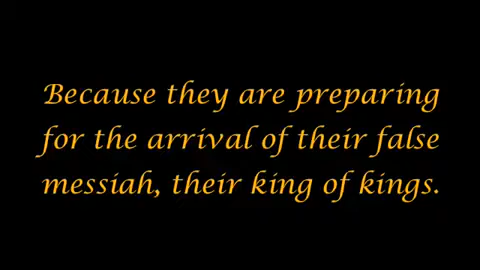 Because they are preparing
for the arrival of their false
messiah, their king of kings.